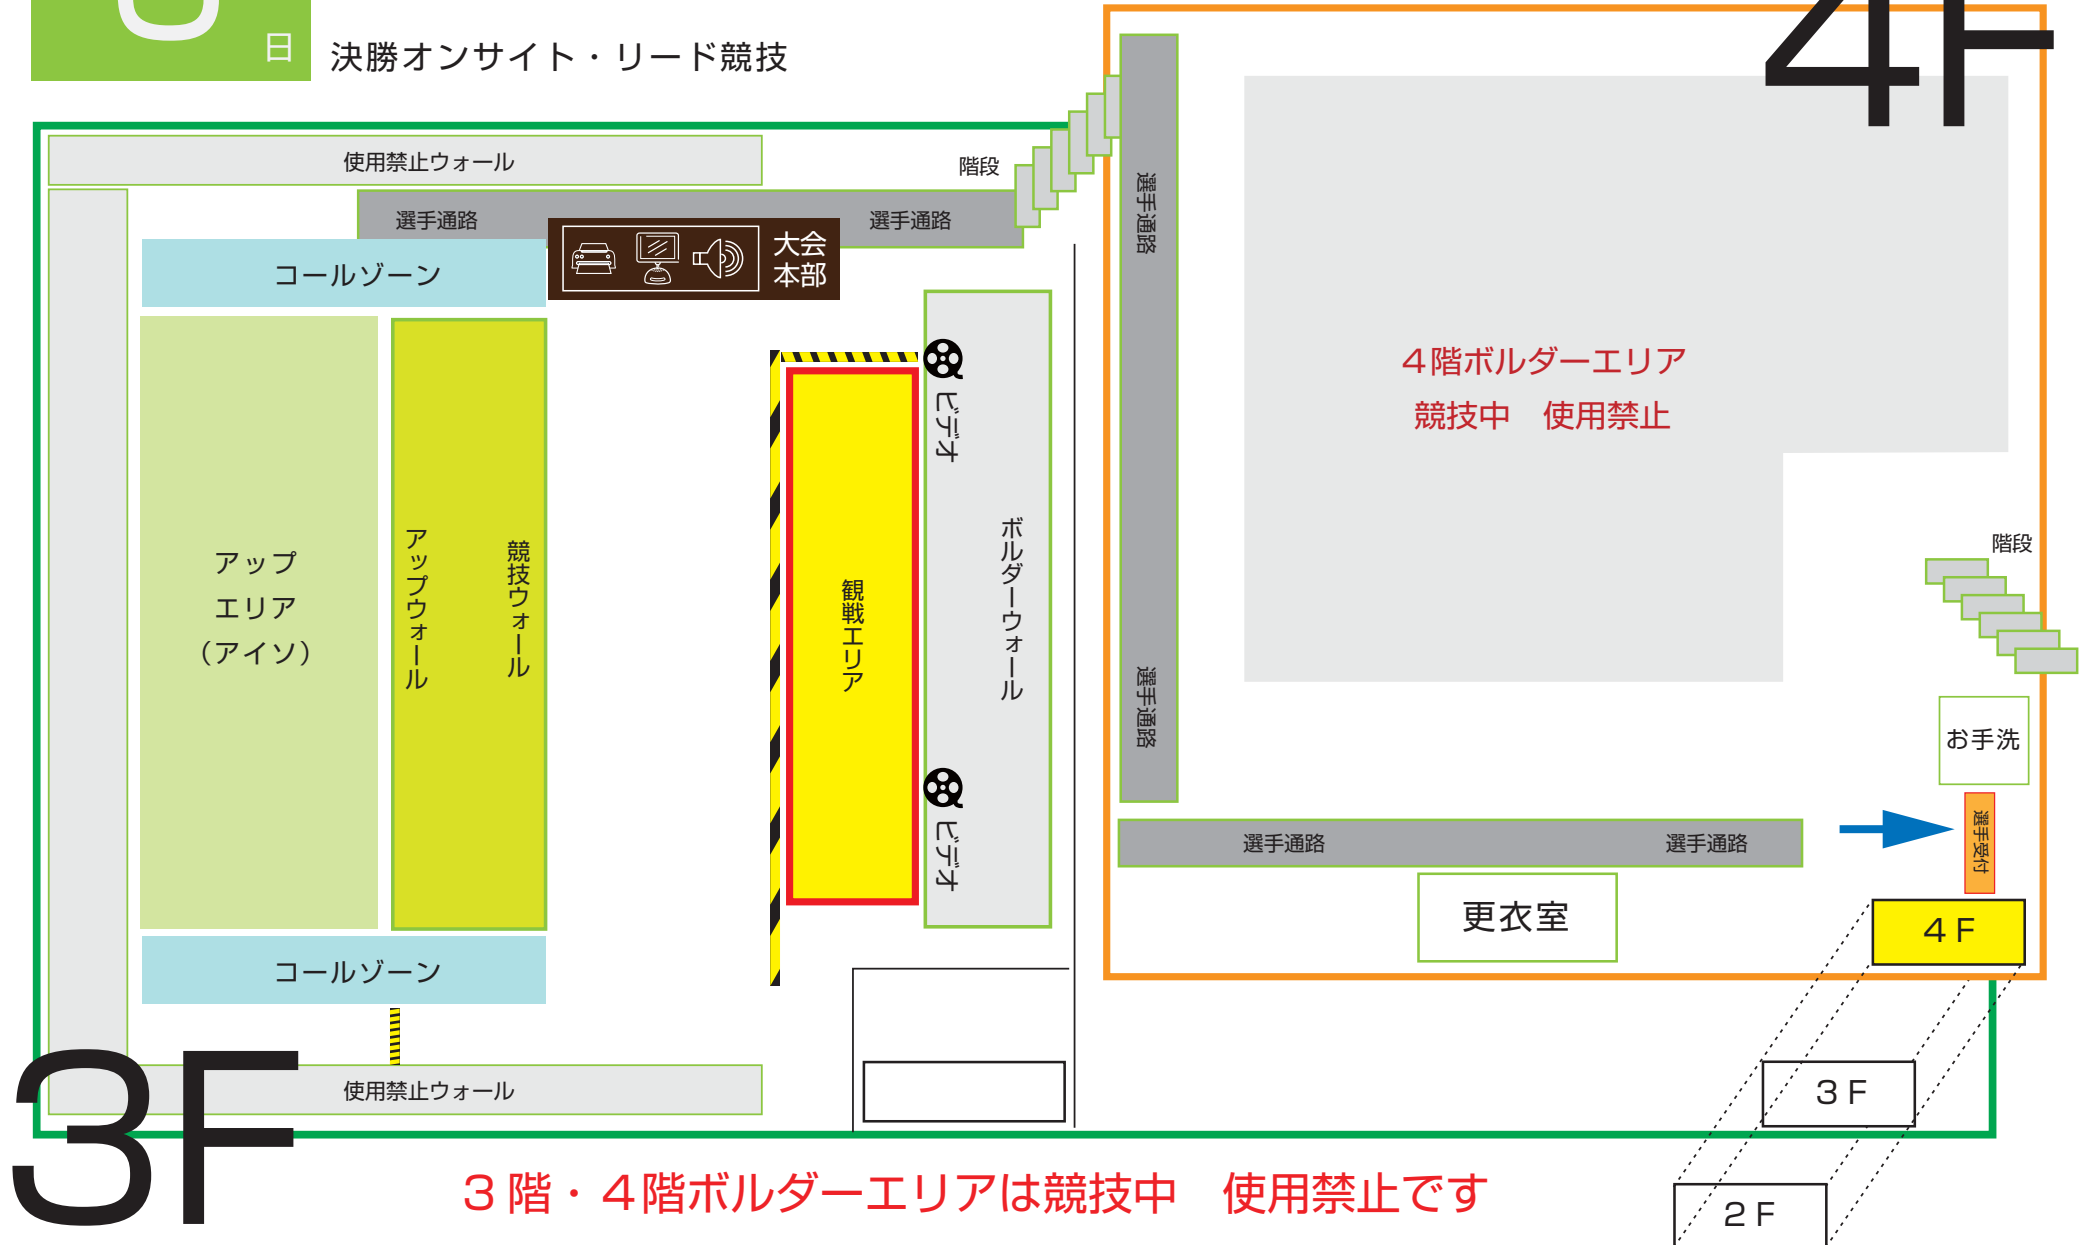 日
決勝オンサイト・リード競技
4F
使用禁止ウォール
階段
選手通路
選手通路
選手通路
大会
本部
コールゾーン
4階ボルダーエリア
競技中　使用禁止
ビデオ
アップ
エリア
（アイソ）
アップウォール
競技ウォール
観戦エリア
ボルダーウォール
階段
選手通路
お手洗
ビデオ
選手受付
選手通路
選手通路
更衣室
4F
コールゾーン
3F
使用禁止ウォール
3F
3階・4階ボルダーエリアは競技中　使用禁止です
2F